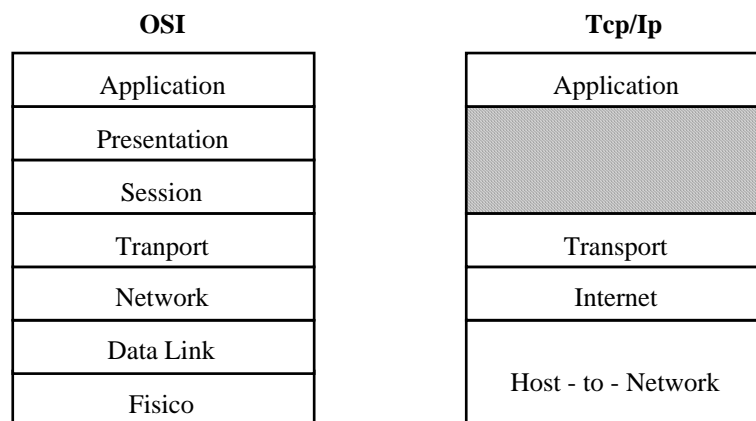 OSI
Application
Presentation
Session
Tranport
Network
Data Link
Fisico
Tcp/Ip
Application
Transport
Internet
Host - to - Network